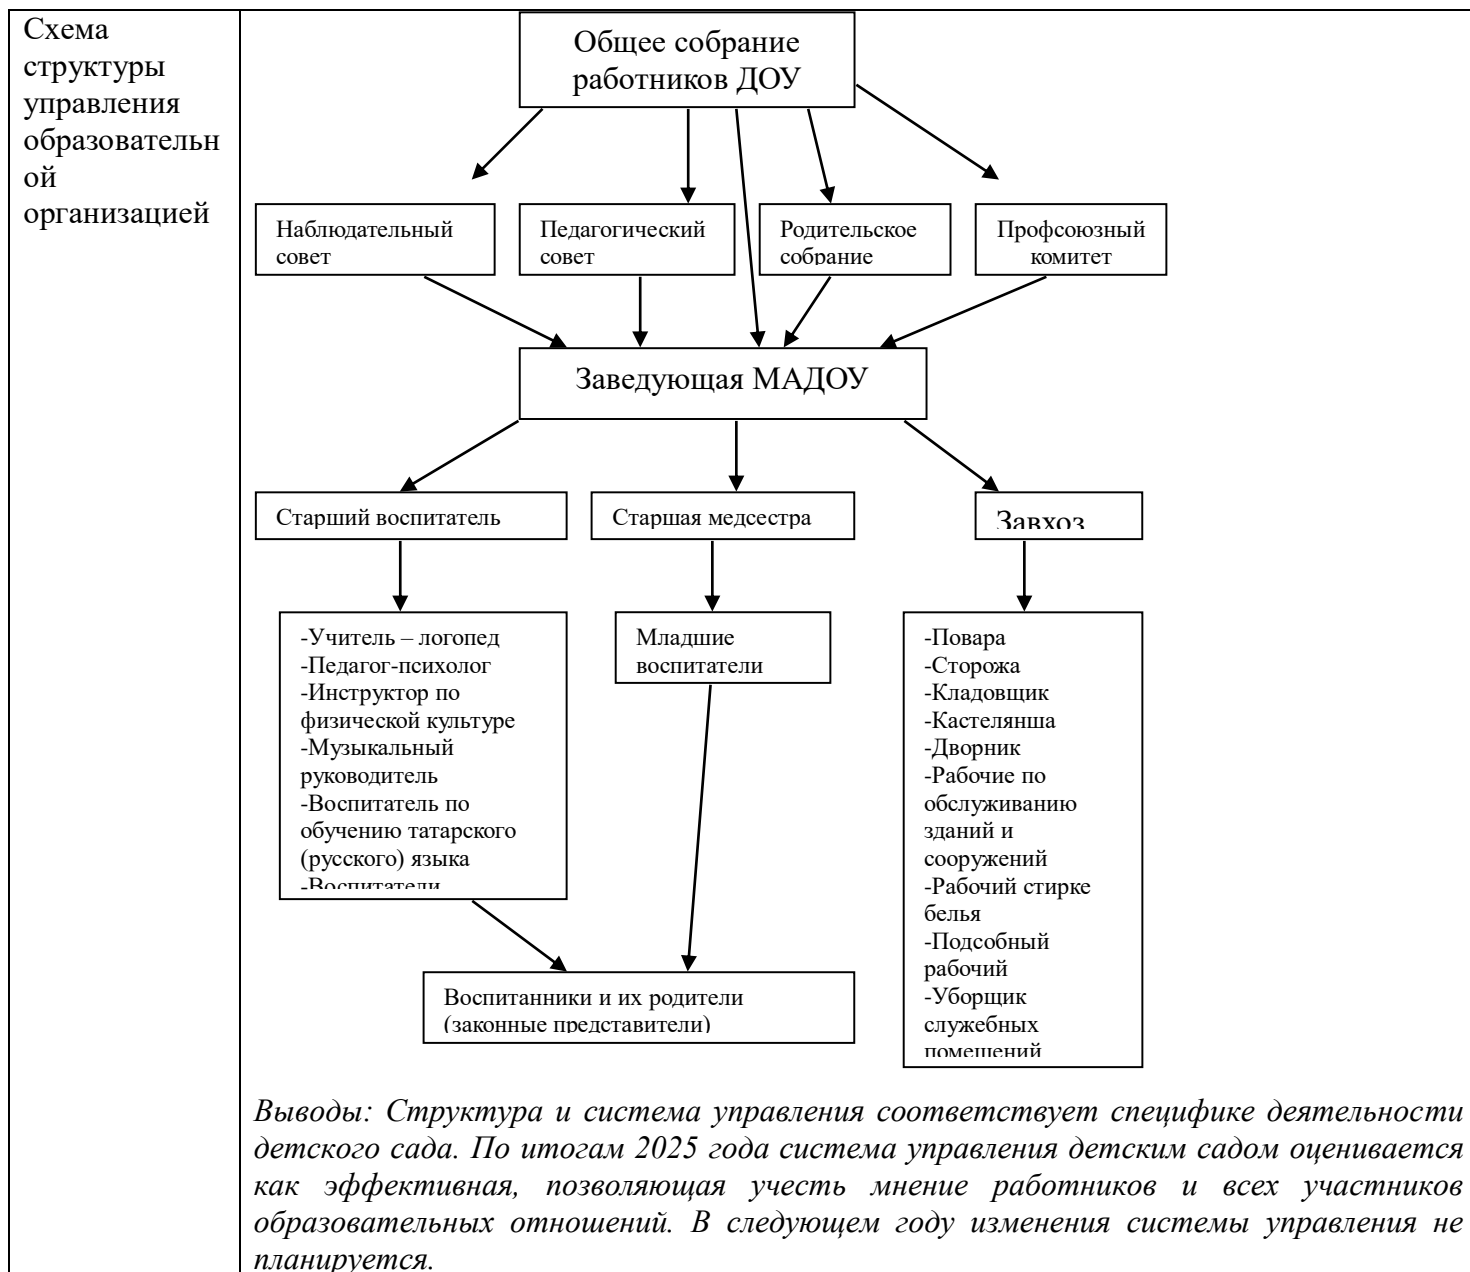 Схема
структуры
управления
образовательн
ой
организацией
Общее собрание
работников ДОУ
Наблюдательный
совет
Педагогический
совет
Родительское
собрание
Профсоюзный
комитет
Заведующая МАДОУ
Старший воспитатель
Старшая медсестра
Завхоз
-Учитель – логопед
-Педагог-психолог
-Инструктор по
физической культуре
-Музыкальный
руководитель
-Воспитатель по
обучению татарского
(русского) языка
-Воспитатели
Младшие
воспитатели
-Повара
-Сторожа
-Кладовщик
-Кастелянша
-Дворник
-Рабочие по
обслуживанию
зданий и
сооружений
-Рабочий стирке
белья
-Подсобный
рабочий
-Уборщик
служебных
помещений
Воспитанники и их родители
(законные представители)
Выводы: Структура и система управления соответствует специфике деятельности
детского сада. По итогам 2025 года система управления детским садом оценивается
как эффективная, позволяющая учесть мнение работников и всех участников
образовательных отношений. В следующем году изменения системы управления не
планируется.